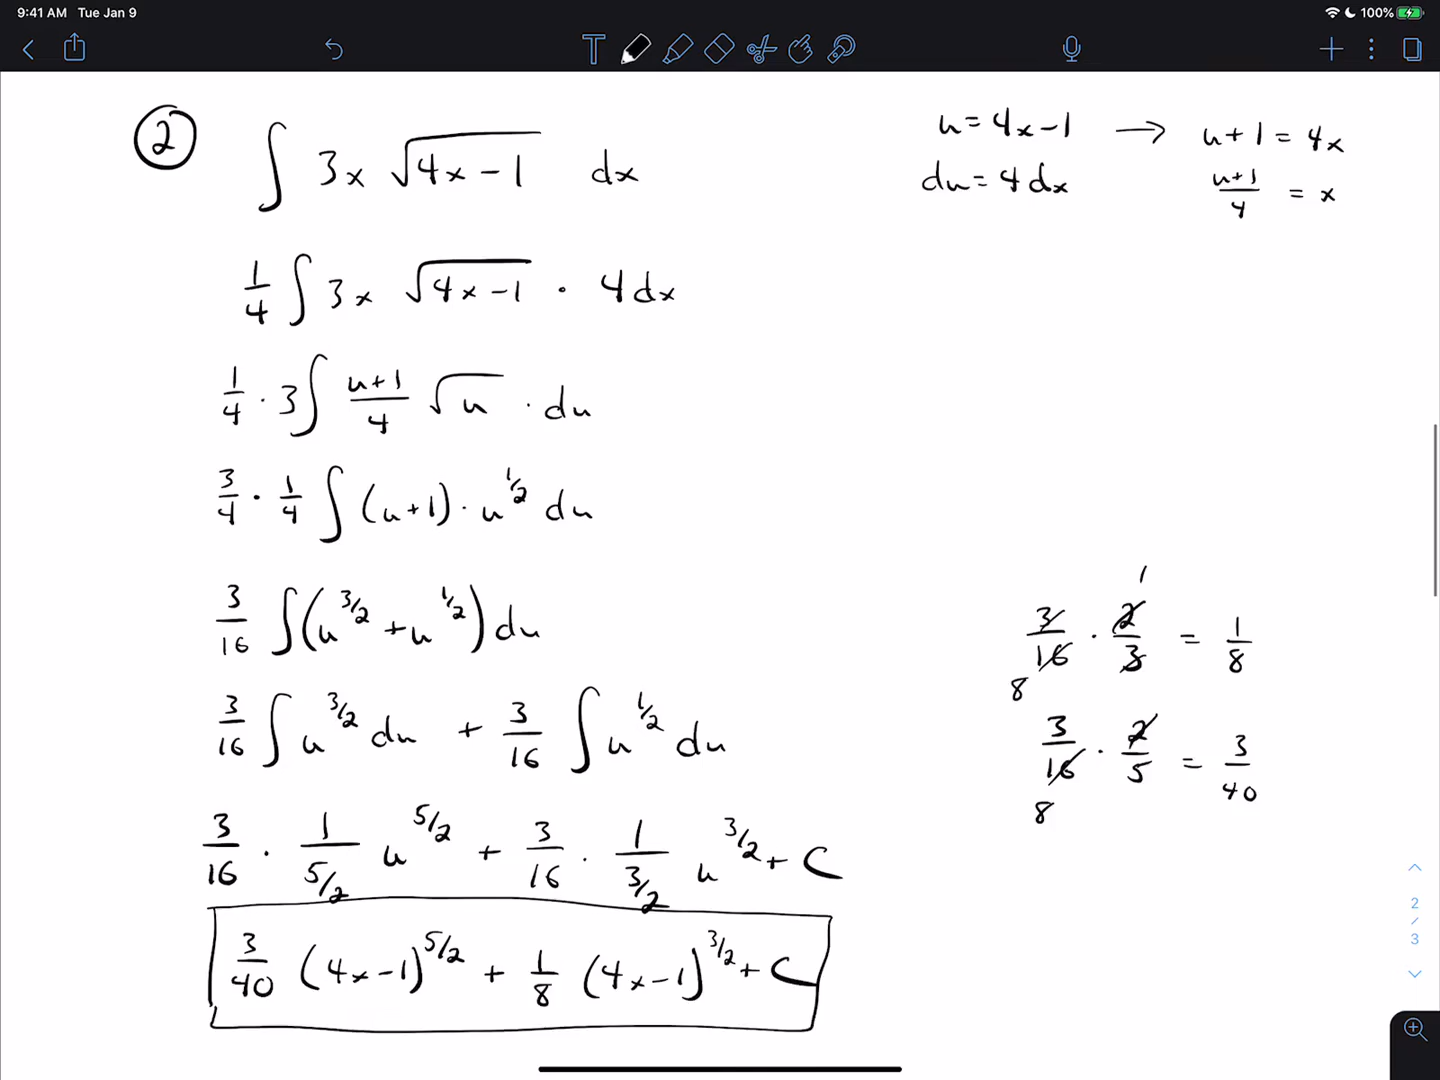 9:41 AM Tue Jan 9 100%
T
② ∫ 3x √(4x-1) dx
u = 4x-1 → u+1 = 4x
du = 4dx (u+1)/4 = x
1/4 ∫ 3x √(4x-1) · 4dx
1/4 · 3 ∫ (u+1)/4 √u · du
3/4 · 1/4 ∫ (u+1) · u^(1/2) du
3/16 ∫ (u^(3/2) + u^(1/2)) du
3/16 ∫ u^(3/2) du + 3/16 ∫ u^(1/2) du
3/16 · 1/(5/2) u^(5/2) + 3/16 · 1/(3/2) u^(3/2) + C
3/40 (4x-1)^(5/2) + 1/8 (4x-1)^(3/2) + C
1
3/16 · 2/3 = 1/8
8
3/16 · 2/5 = 3/40
8
2
/
3